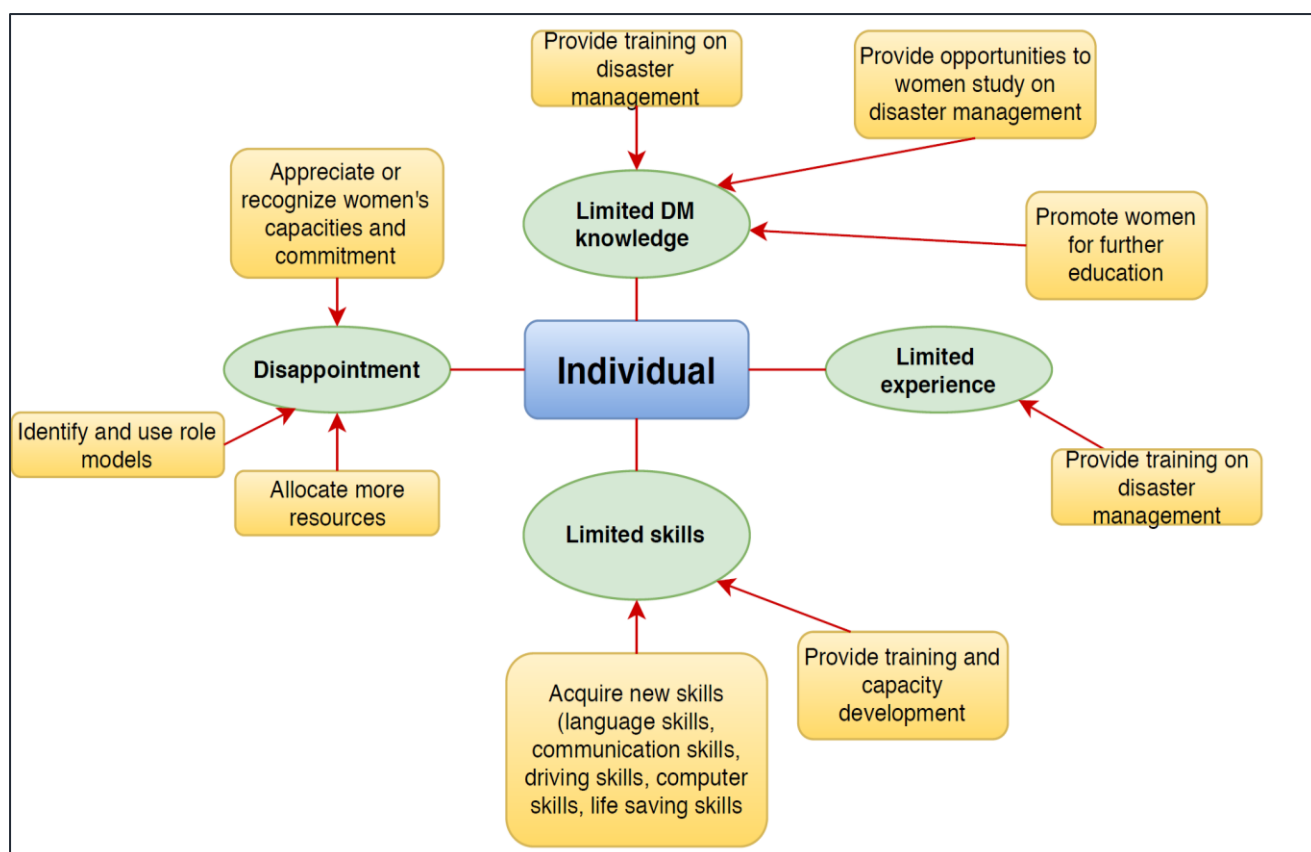 Provide training on
disaster
management
Provide opportunities to
women study on
disaster management
Appreciate or
recognize women's
capacities and
commitment
Limited DM
knowledge
Promote women
for further
education
Disappointment
Individual
Limited
experience
Identify and use role
models
Allocate more
resources
Provide training on
disaster
management
Limited skills
Acquire new skills
(language skills,
communication skills,
driving skills, computer
skills, life saving skills
Provide training and
capacity
development